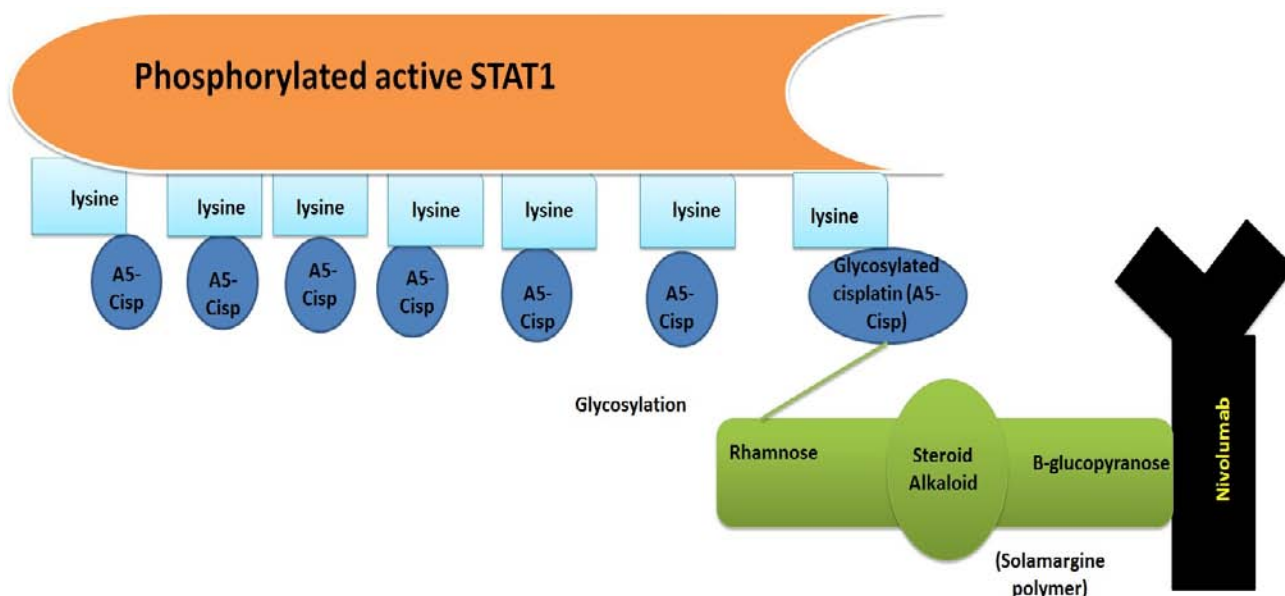 Phosphorylated active STAT1
lysine
lysine
lysine
lysine
lysine
lysine
lysine
A5-
Cisp
A5-
Cisp
A5-
Cisp
A5-
Cisp
A5-
Cisp
A5-
Cisp
Glycosylated
cisplatin (A5-
Cisp)
Glycosylation
Rhamnose
Steroid
Alkaloid
B-glucopyranose
(Solamargine
polymer)
Nivolumab